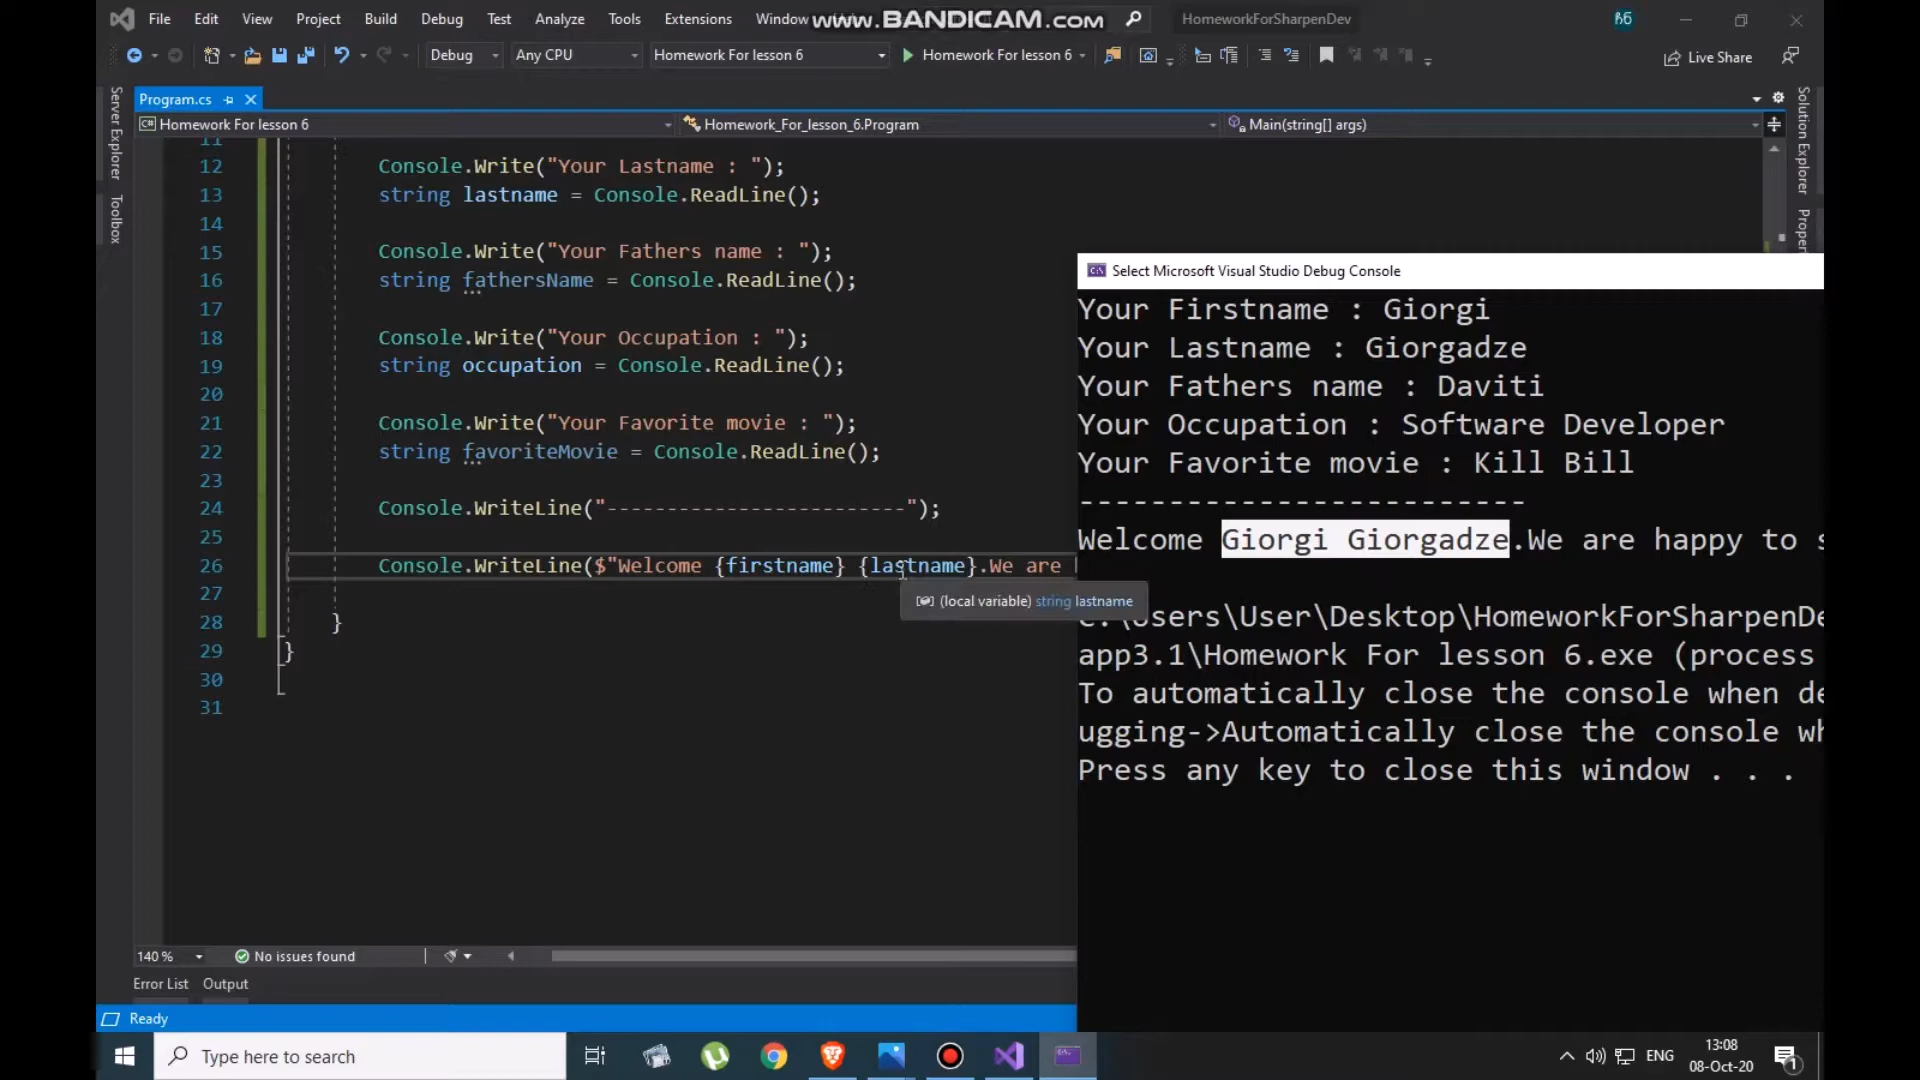 File Edit View Project Build Debug Test Analyze Tools Extensions Window
www.BANDICAM.com
HomeworkForSharpenDev
Debug Any CPU Homework For lesson 6 Homework For lesson 6 Live Share
Server Explorer
Toolbox
Solution Explorer
Proper
Program.cs
Homework For lesson 6 Homework_For_lesson_6.Program Main(string[] args)
11
12 Console.Write("Your Lastname : ");
13 string lastname = Console.ReadLine();
14
15 Console.Write("Your Fathers name : ");
16 string fathersName = Console.ReadLine();
17
18 Console.Write("Your Occupation : ");
19 string occupation = Console.ReadLine();
20
21 Console.Write("Your Favorite movie : ");
22 string favoriteMovie = Console.ReadLine();
23
24 Console.WriteLine("-------------------------");
25
26 Console.WriteLine($"Welcome {firstname} {lastname}.We are
27
28 }
29 }
30
31
(local variable) string lastname
Select Microsoft Visual Studio Debug Console
Your Firstname : Giorgi
Your Lastname : Giorgadze
Your Fathers name : Daviti
Your Occupation : Software Developer
Your Favorite movie : Kill Bill
-------------------------
Welcome Giorgi Giorgadze.We are happy to s
C:\Users\User\Desktop\HomeworkForSharpenDe
app3.1\Homework For lesson 6.exe (process
To automatically close the console when de
ugging->Automatically close the console wh
Press any key to close this window . . .
140 % No issues found
Error List Output
Ready
Type here to search
ENG
13:08
08-Oct-20
1